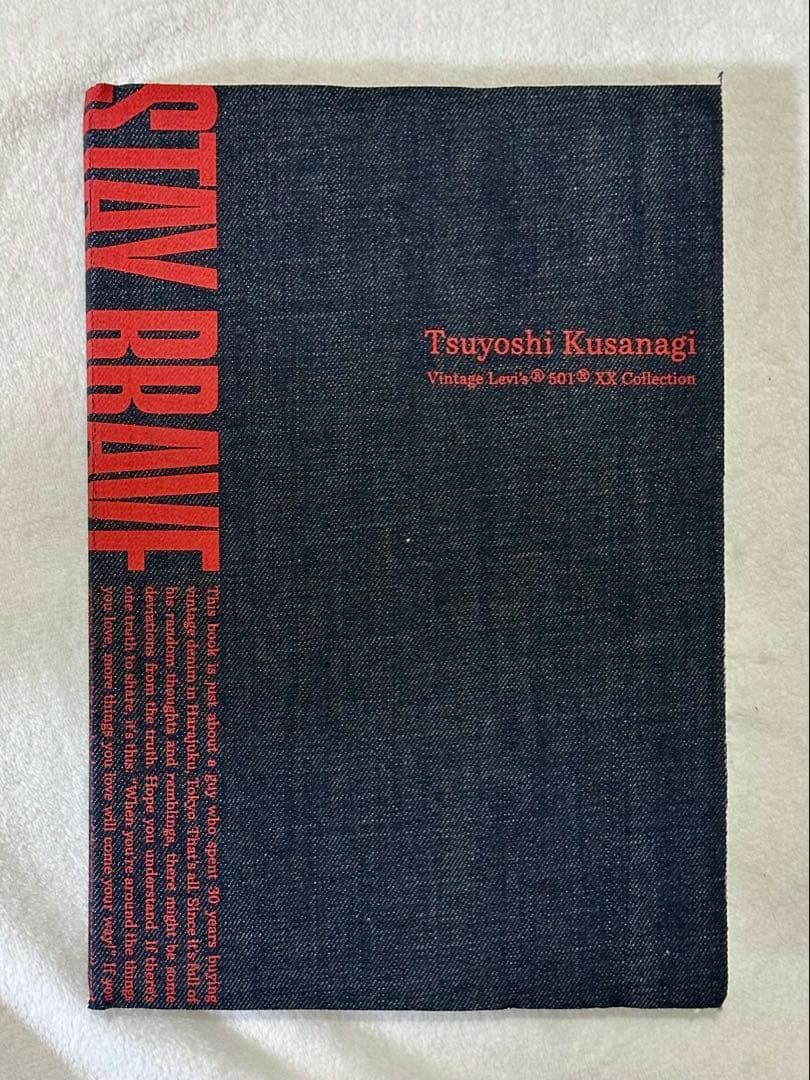 STAY BRAVE
Tsuyoshi Kusanagi
Vintage Levi's® 501® XX Collection
This book is just about a guy who spent 30 years buying
vintage denim in Harajuku, Tokyo. That's all. Since it's full of
his random thoughts and ramblings, there might be some
deviations from the truth. Hope you understand. If there's
one truth to share, it's this: "When you're around the things
you love, more things you love will come your way." If you